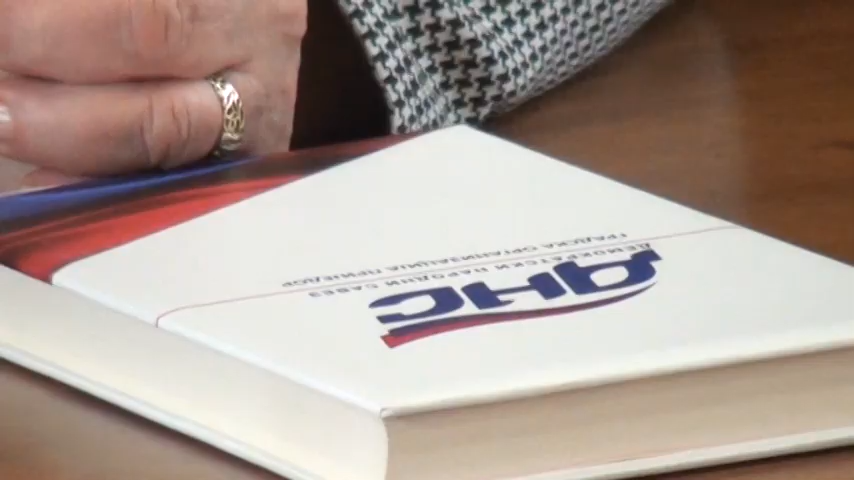 ДНС
ДЕМОКРАТСКИ НАРОДНИ САВЕЗ
ГРАДСКА ОРГАНИЗАЦИЈА ПРИЈЕДОР